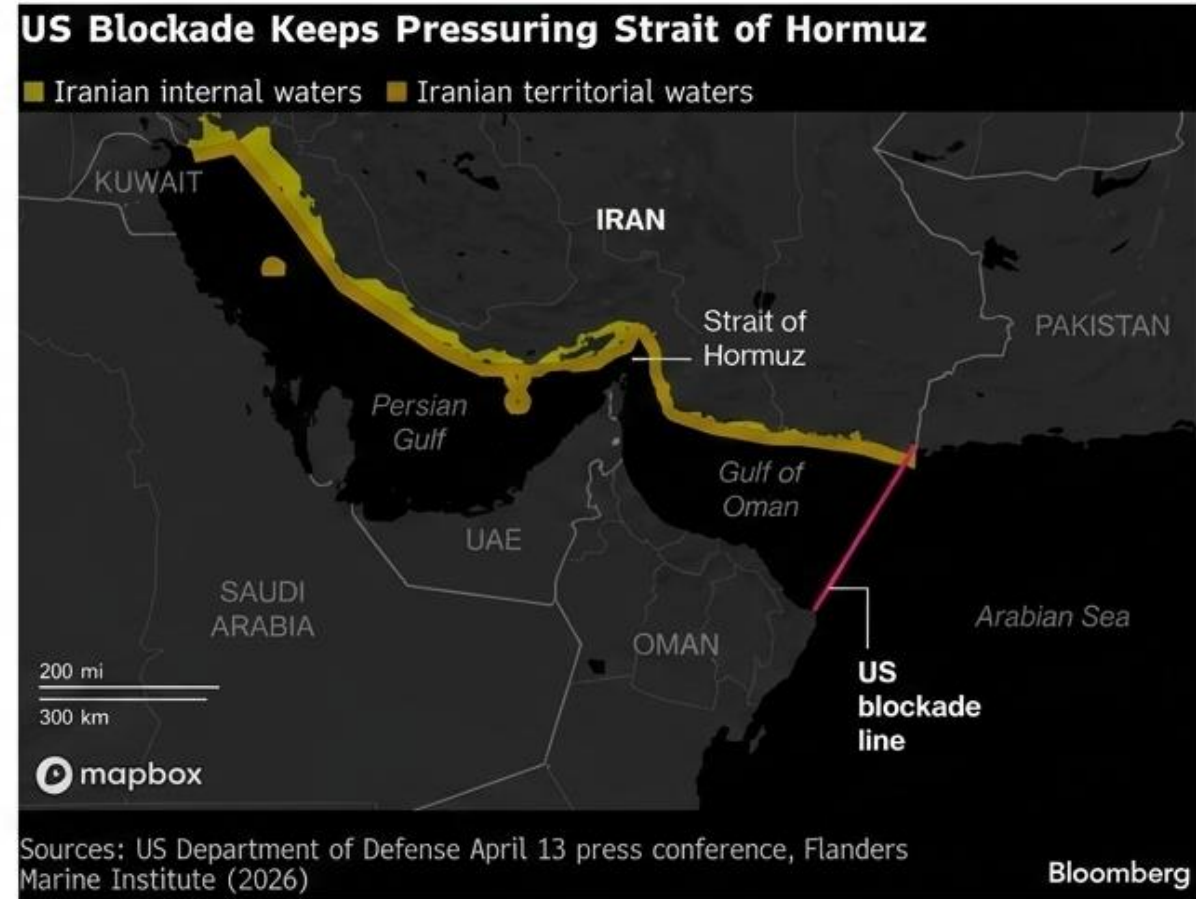 US Blockade Keeps Pressuring Strait of Hormuz
Iranian internal waters Iranian territorial waters
KUWAIT
IRAN
Strait of
Hormuz
PAKISTAN
Persian
Gulf
Gulf of
Oman
UAE
SAUDI
ARABIA
OMAN
Arabian Sea
US
blockade
line
200 mi
300 km
mapbox
Sources: US Department of Defense April 13 press conference, Flanders
Marine Institute (2026)
Bloomberg